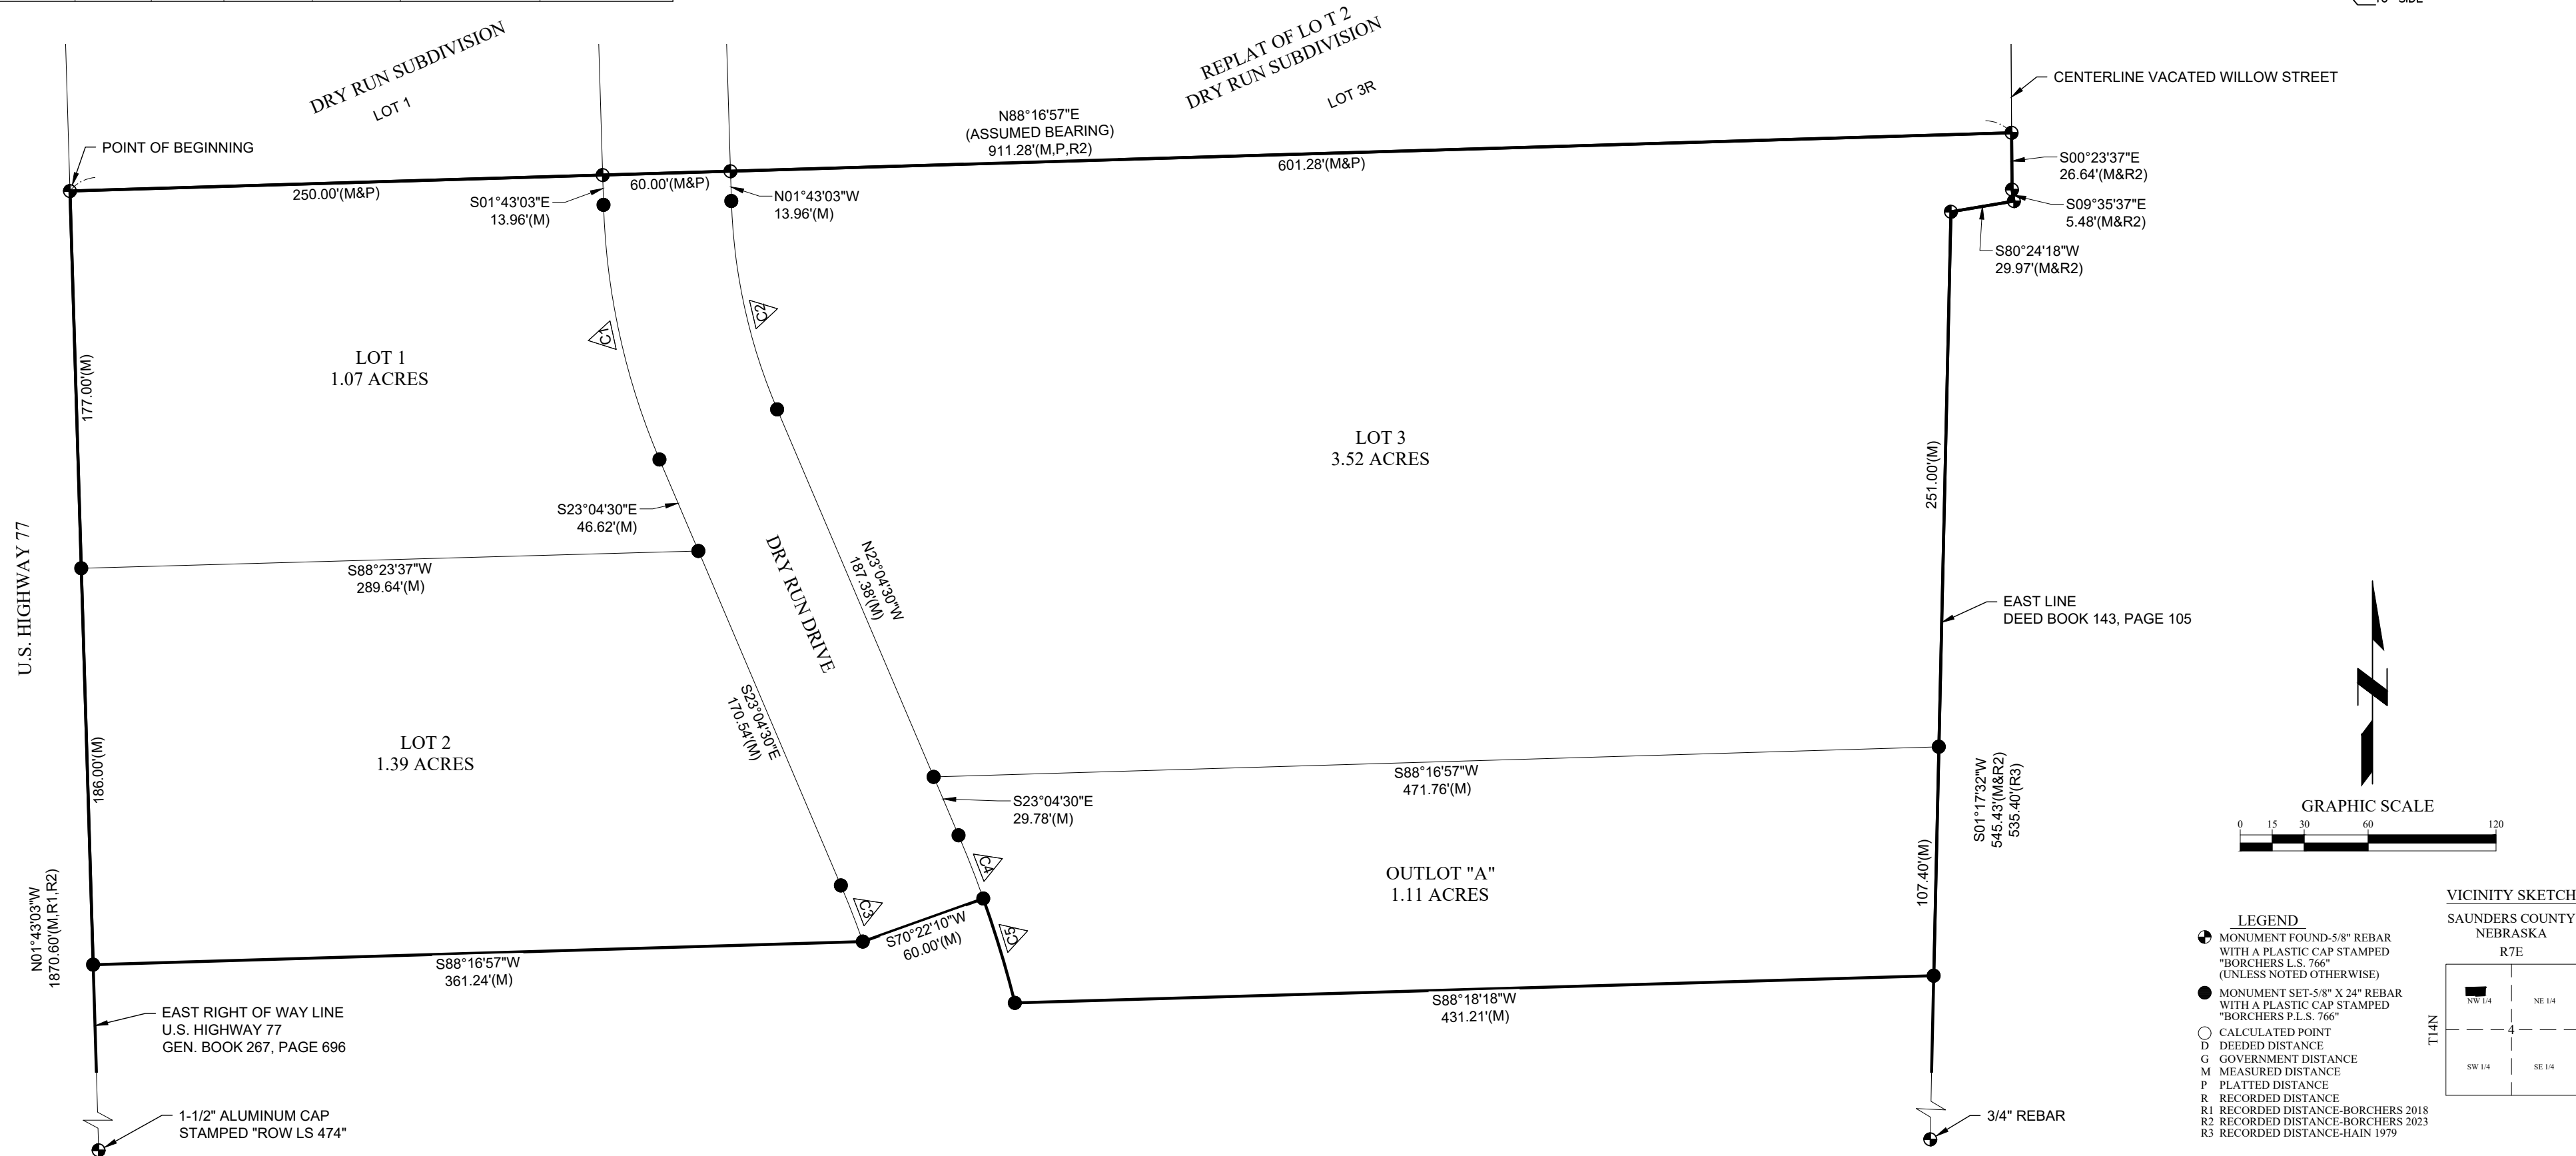 DRY RUN SUBDIVISION
LOT 1
REPLAT OF LO T 2
DRY RUN SUBDIVISION
LOT 3R
CENTERLINE VACATED WILLOW STREET
POINT OF BEGINNING
N88°16'57"E
(ASSUMED BEARING)
911.28'(M,P,R2)
250.00'(M&P)
60.00'(M&P)
601.28'(M&P)
S01°43'03"E
13.96'(M)
N01°43'03"W
13.96'(M)
S00°23'37"E
26.64'(M&R2)
S09°35'37"E
5.48'(M&R2)
S80°24'18"W
29.97'(M&R2)
C1
C2
LOT 1
1.07 ACRES
177.00'(M)
LOT 3
3.52 ACRES
251.00'(M)
S23°04'30"E
46.62'(M)
U.S. HIGHWAY 77
S88°23'37"W
289.64'(M)
DRY RUN DRIVE
N23°04'30"W
187.38'(M)
EAST LINE
DEED BOOK 143, PAGE 105
S23°04'30"E
170.54'(M)
LOT 2
1.39 ACRES
186.00'(M)
S88°16'57"W
471.76'(M)
S23°04'30"E
29.78'(M)
S01°17'32"W
545.43'(M&R2)
535.40'(R3)
C4
OUTLOT "A"
1.11 ACRES
107.40'(M)
C3
S70°22'10"W
60.00'(M)
C5
N01°43'03"W
1870.60'(M,R1,R2)
S88°16'57"W
361.24'(M)
S88°18'18"W
431.21'(M)
EAST RIGHT OF WAY LINE
U.S. HIGHWAY 77
GEN. BOOK 267, PAGE 696
1-1/2" ALUMINUM CAP
STAMPED "ROW LS 474"
3/4" REBAR
GRAPHIC SCALE
0 15 30 60 120
LEGEND
MONUMENT FOUND-5/8" REBAR
WITH A PLASTIC CAP STAMPED
"BORCHERS L.S. 766"
(UNLESS NOTED OTHERWISE)
MONUMENT SET-5/8" X 24" REBAR
WITH A PLASTIC CAP STAMPED
"BORCHERS P.L.S. 766"
CALCULATED POINT
D DEEDED DISTANCE
G GOVERNMENT DISTANCE
M MEASURED DISTANCE
P PLATTED DISTANCE
R RECORDED DISTANCE
R1 RECORDED DISTANCE-BORCHERS 2018
R2 RECORDED DISTANCE-BORCHERS 2023
R3 RECORDED DISTANCE-HAIN 1979
VICINITY SKETCH
SAUNDERS COUNTY
NEBRASKA
R7E
T14N
NW 1/4
NE 1/4
4
SW 1/4
SE 1/4